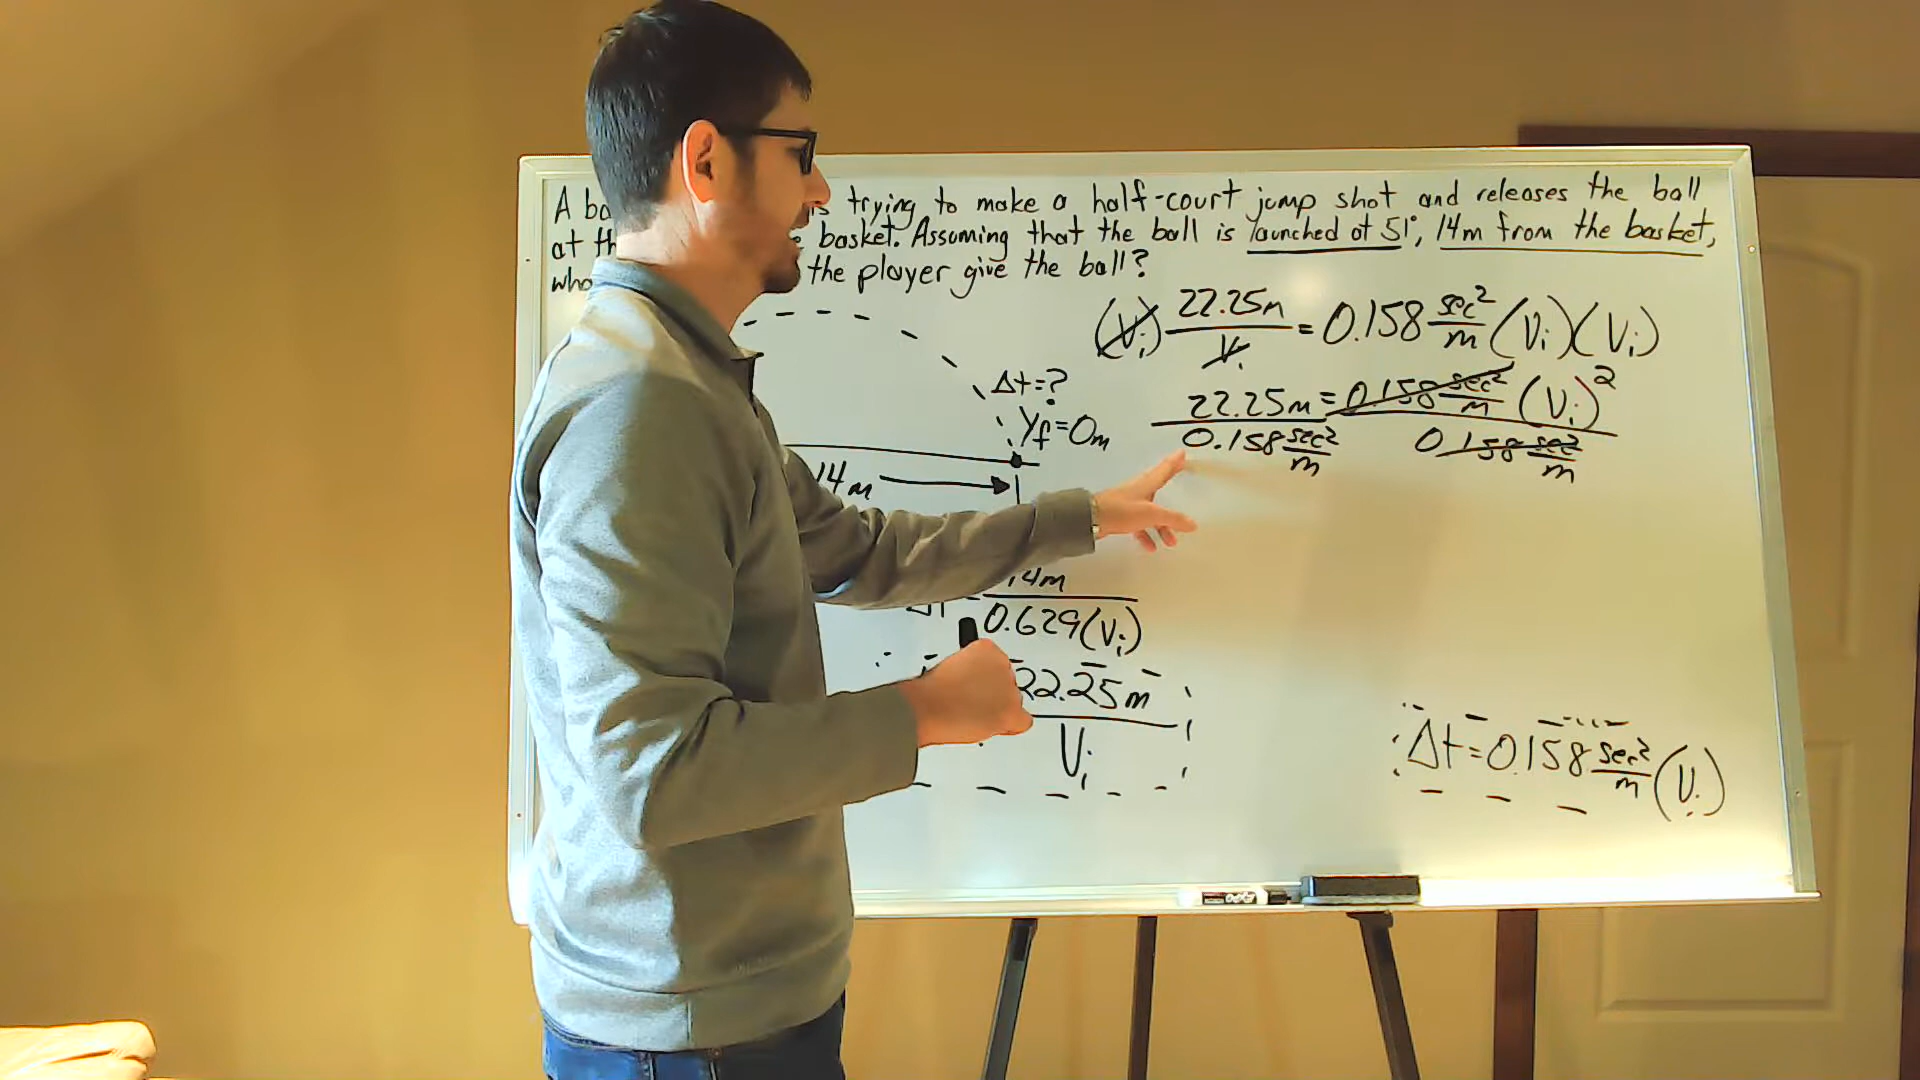 A is trying to make a half-court jump shot and releases the ball
at basket. Assuming that the ball is launched at 51°, 14m from the basket,
the player give the ball?
(Vi) 22.25m / Vi = 0.158 sec²/m (Vi)(Vi)
22.25m / 0.158 sec²/m = 0.158 sec²/m (Vi)² / 0.158 sec²/m
Δt=?
Yf=0m
14m
14m / 0.629(Vi)
22.25m / Vi
Δt=0.158 sec²/m (Vi)
EXPO